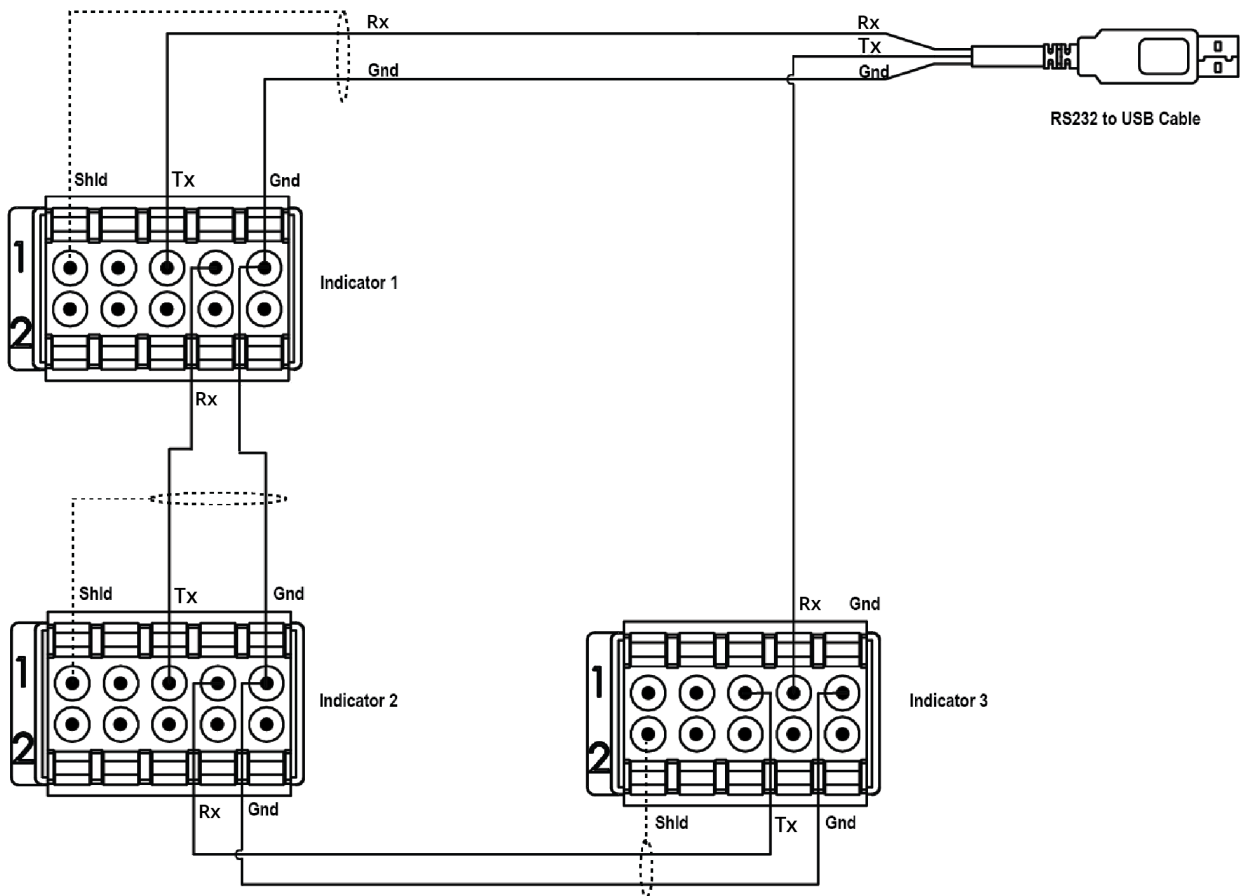 Rx
Rx
Tx
Gnd
Gnd
RS232 to USB Cable
Shld
Tx
Gnd
1
2
Indicator 1
Rx
Shld
Tx
Gnd
1
2
Indicator 2
Rx
Gnd
Rx
Gnd
1
2
Indicator 3
Shld
Tx
Gnd